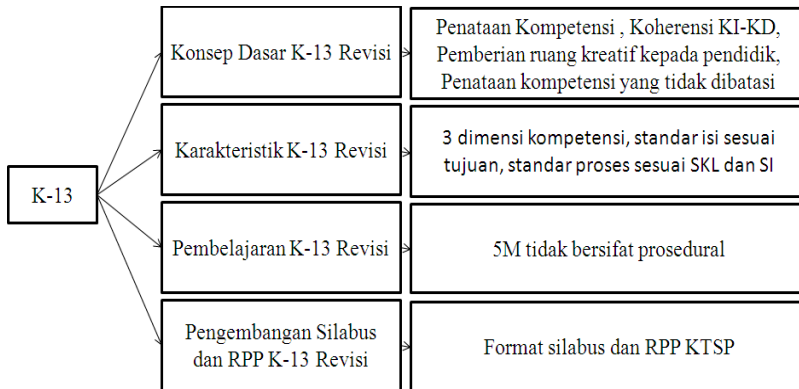 K-13
Konsep Dasar K-13 Revisi
Penataan Kompetensi , Koherensi KI-KD,
Pemberian ruang kreatif kepada pendidik,
Penataan kompetensi yang tidak dibatasi
Karakteristik K-13 Revisi
3 dimensi kompetensi, standar isi sesuai
tujuan, standar proses sesuai SKL dan SI
Pembelajaran K-13 Revisi
5M tidak bersifat prosedural
Pengembangan Silabus
dan RPP K-13 Revisi
Format silabus dan RPP KTSP